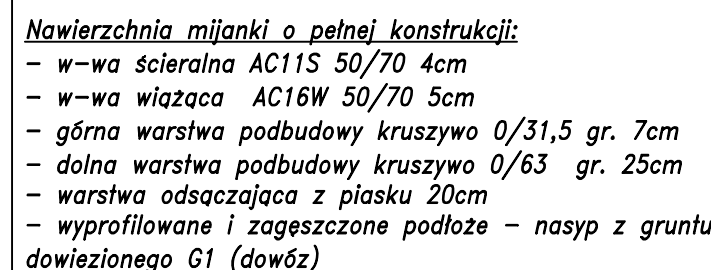 Nawierzchnia mijanki o pełnej konstrukcji:
- w-wa ścieralna AC11S 50/70 4cm
- w-wa wiążąca AC16W 50/70 5cm
- górna warstwa podbudowy kruszywo 0/31,5 gr. 7cm
- dolna warstwa podbudowy kruszywo 0/63 gr. 25cm
- warstwa odsączająca z piasku 20cm
- wyprofilowane i zagęszczone podłoże - nasyp z gruntu
dowiezionego G1 (dowóz)